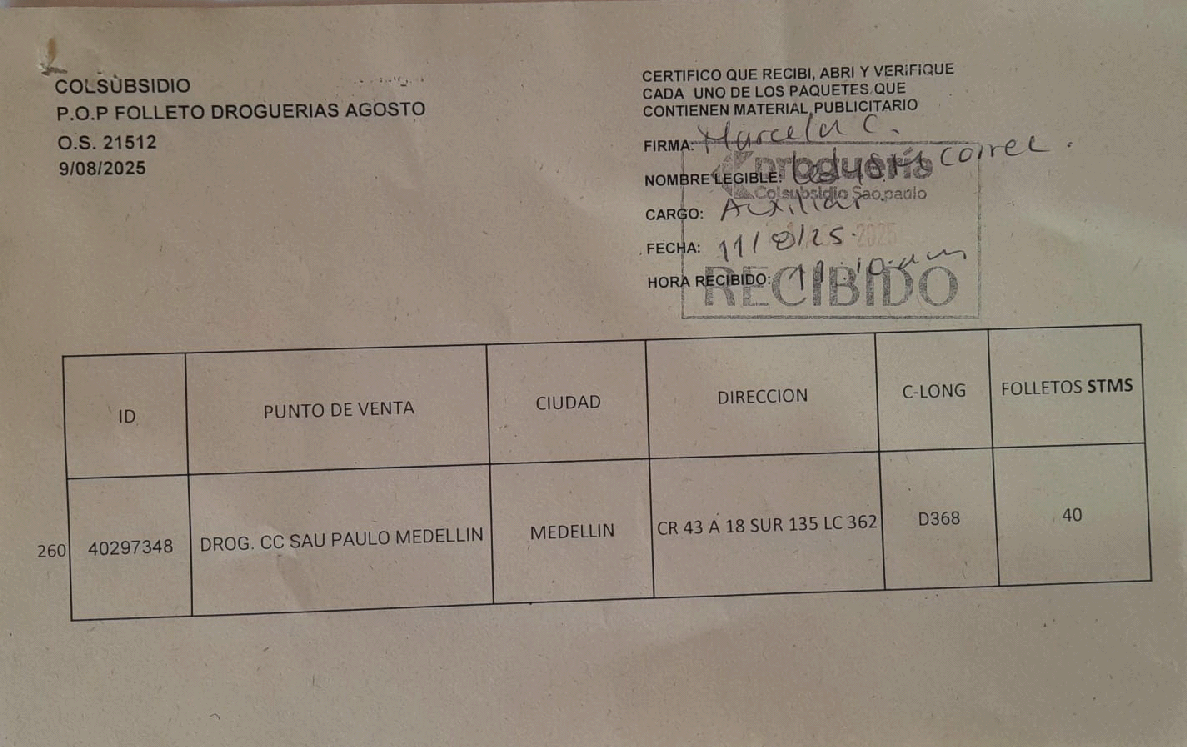 COLSUBSIDIO
P.O.P FOLLETO DROGUERIAS AGOSTO
O.S. 21512
9/08/2025
CERTIFICO QUE RECIBI, ABRI Y VERIFIQUE
CADA UNO DE LOS PAQUETES QUE
CONTIENEN MATERIAL PUBLICITARIO
FIRMA: Marcela C.
NOMBRE LEGIBLE:
CARGO: Auxiliar
FECHA: 11/8/25
HORA RECIBIDO:
Droguería
Colsubsidio Sao paulo
2025
RECIBIDO
ID PUNTO DE VENTA CIUDAD DIRECCION C-LONG FOLLETOS STMS
260 40297348 DROG. CC SAU PAULO MEDELLIN MEDELLIN CR 43 A 18 SUR 135 LC 362 D368 40